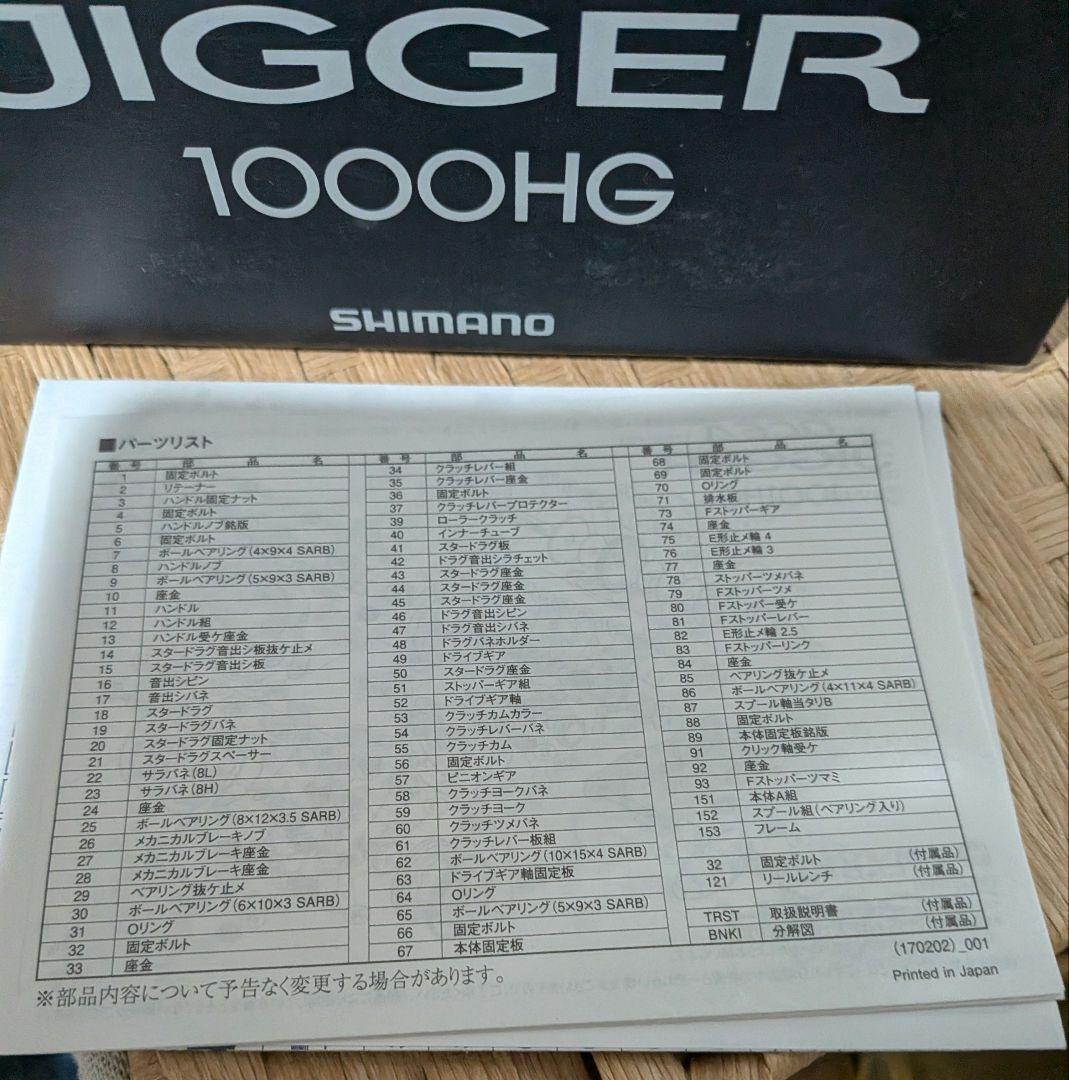 JIGGER
1000HG
SHIMANO
■パーツリスト
番 号 部 品 名
1 固定ボルト
2 リテーナー
3 ハンドル固定ナット
4 固定ボルト
5 ハンドルノブ銘版
6 固定ボルト
7 ボールベアリング(4×9×4 SARB)
8 ハンドルノブ
9 ボールベアリング(5×9×3 SARB)
10 座金
11 ハンドル
12 ハンドル組
13 ハンドル受ケ座金
14 スタードラグ音出シ板抜ケ止メ
15 スタードラグ音出シ板
16 音出シピン
17 音出シバネ
18 スタードラグ
19 スタードラグバネ
20 スタードラグ固定ナット
21 スタードラグスペーサー
22 サラバネ(8L)
23 サラバネ(8H)
24 座金
25 ボールベアリング(8×12×3.5 SARB)
26 メカニカルブレーキノブ
27 メカニカルブレーキ座金
28 メカニカルブレーキ座金
29 ベアリング抜ケ止メ
30 ボールベアリング(6×10×3 SARB)
31 Oリング
32 固定ボルト
33 座金
番 号 部 品 名
34 クラッチレバー組
35 クラッチレバー座金
36 固定ボルト
37 クラッチレバープロテクター
39 ローラークラッチ
40 インナーチューブ
41 スタードラグ板
42 ドラグ音出シラチェット
43 スタードラグ座金
44 スタードラグ座金
45 スタードラグ座金
46 ドラグ音出シピン
47 ドラグ音出シバネ
48 ドラグバネホルダー
49 ドライブギア
50 スタードラグ座金
51 ストッパーギア組
52 ドライブギア軸
53 クラッチカムカラー
54 クラッチレバーバネ
55 クラッチカム
56 固定ボルト
57 ピニオンギア
58 クラッチヨークバネ
59 クラッチヨーク
60 クラッチツメバネ
61 クラッチレバー板組
62 ボールベアリング(10×15×4 SARB)
63 ドライブギア軸固定板
64 Oリング
65 ボールベアリング(5×9×3 SARB)
66 固定ボルト
67 本体固定板
番 号 部 品 名
68 固定ボルト
69 固定ボルト
70 Oリング
71 排水板
73 Fストッパーギア
74 座金
75 E形止メ輪 4
76 E形止メ輪 3
77 座金
78 ストッパーツメバネ
79 Fストッパーツメ
80 Fストッパー受ケ
81 Fストッパーレバー
82 E形止メ輪 2.5
83 Fストッパーリンク
84 座金
85 ベアリング抜ケ止メ
86 ボールベアリング(4×11×4 SARB)
87 スプール軸当タリB
88 固定ボルト
89 本体固定板銘版
91 クリック軸受ケ
92 座金
93 Fストッパーツマミ
151 本体A組
152 スプール組(ベアリング入り)
153 フレーム
32 固定ボルト (付属品)
121 リールレンチ (付属品)
TRST 取扱説明書 (付属品)
BNKI 分解図 (付属品)
(170202)_001
Printed in Japan
※部品内容について予告なく変更する場合があります。